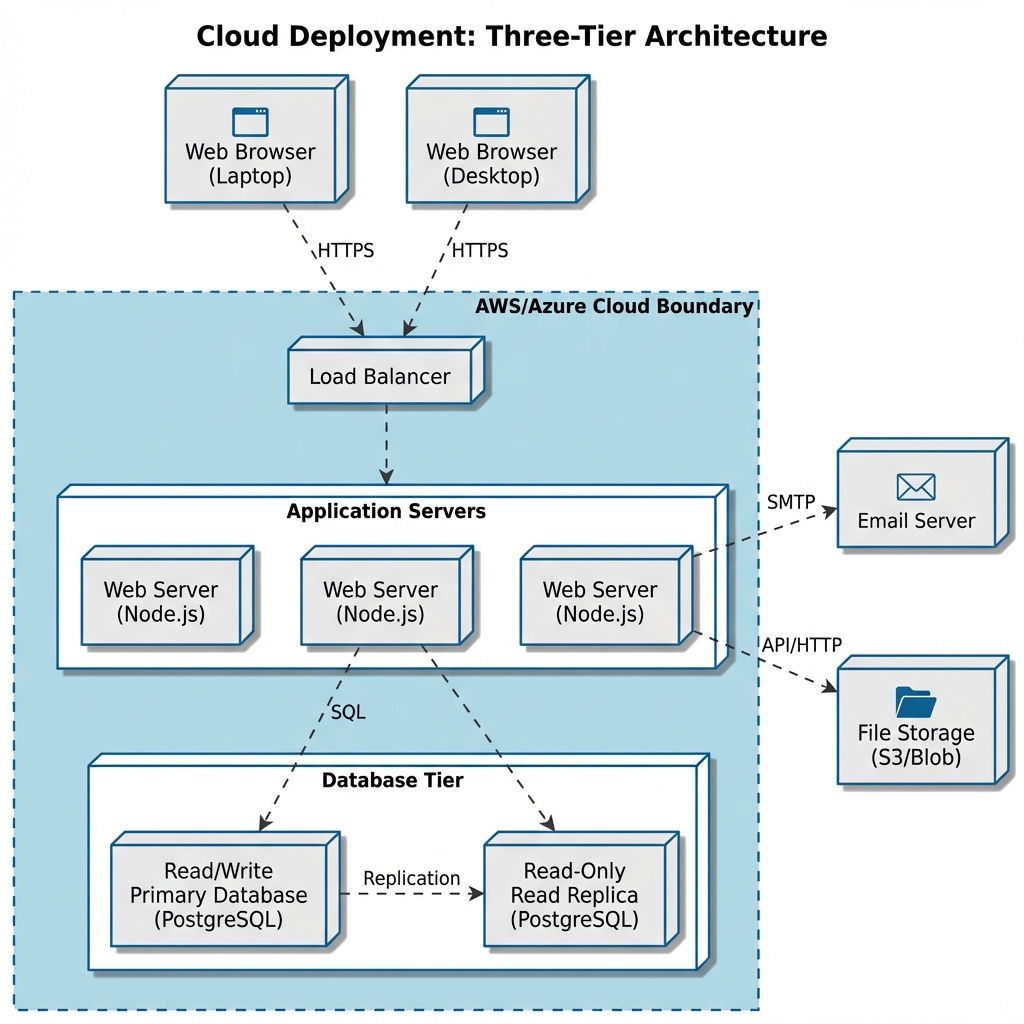 Cloud Deployment: Three-Tier Architecture
Web Browser
(Laptop)
Web Browser
(Desktop)
HTTPS
HTTPS
AWS/Azure Cloud Boundary
Load Balancer
Application Servers
Web Server
(Node.js)
Web Server
(Node.js)
Web Server
(Node.js)
SMTP
Email Server
API/HTTP
File Storage
(S3/Blob)
SQL
Database Tier
Read/Write
Primary Database
(PostgreSQL)
Replication
Read-Only
Read Replica
(PostgreSQL)